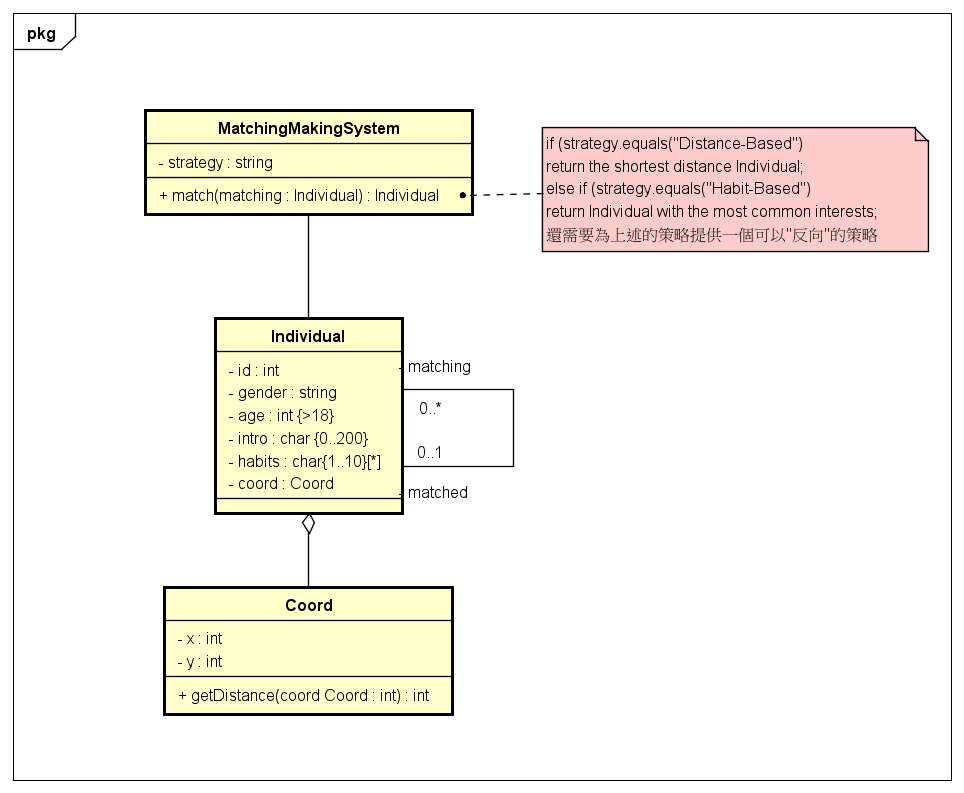 pkg
MatchingMakingSystem
- strategy : string
+ match(matching : Individual) : Individual
if (strategy.equals("Distance-Based")
return the shortest distance Individual;
else if (strategy.equals("Habit-Based")
return Individual with the most common interests;
還需要為上述的策略提供一個可以"反向"的策略
Individual
- id : int
- gender : string
- age : int {>18}
- intro : char {0..200}
- habits : char{1..10}[*]
- coord : Coord
- matching
0..*
0..1
- matched
Coord
- x : int
- y : int
+ getDistance(coord Coord : int) : int